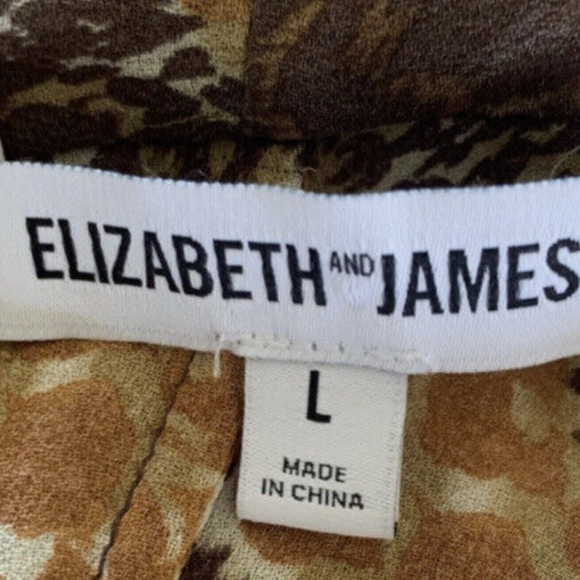 ELIZABETH AND JAMES
L
MADE
IN CHINA